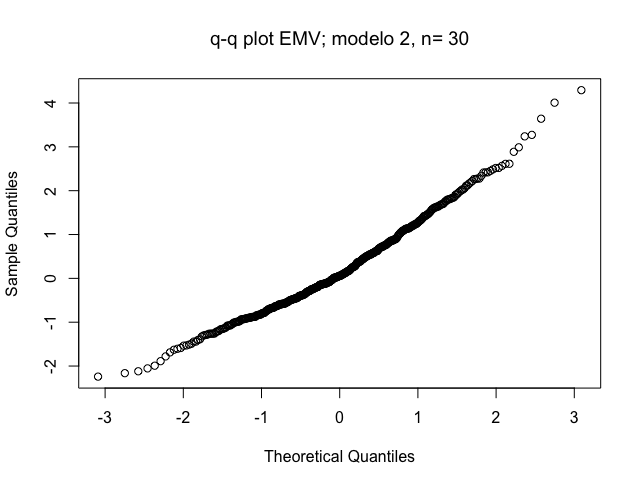 q-q plot EMV; modelo 2, n= 30
Sample Quantiles
4
3
2
1
0
-1
-2
-3 -2 -1 0 1 2 3
Theoretical Quantiles